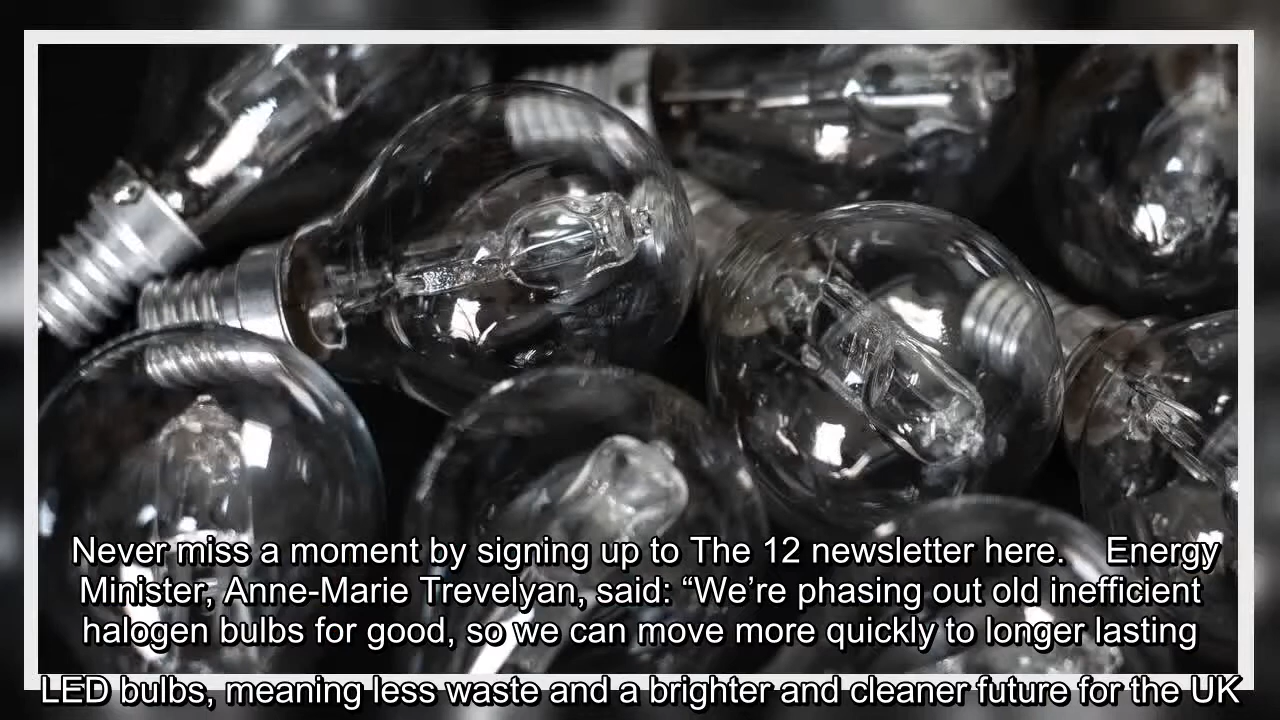 Never miss a moment by signing up to The 12 newsletter here.    Energy
Minister, Anne-Marie Trevelyan, said: “We’re phasing out old inefficient
halogen bulbs for good, so we can move more quickly to longer lasting
LED bulbs, meaning less waste and a brighter and cleaner future for the UK